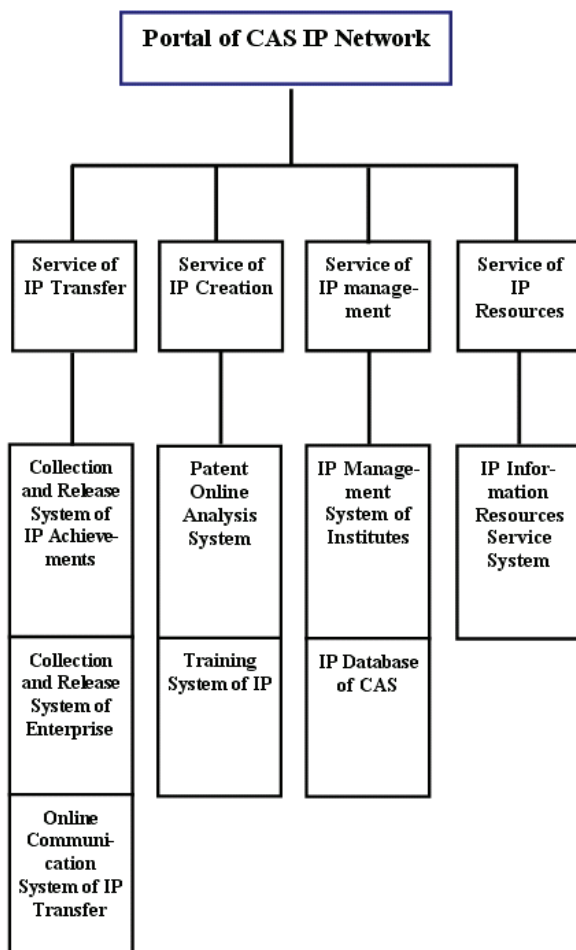 Portal of CAS IP Network
Service of
IP Transfer
Service of
IP Creation
Service of
IP manage-
ment
Service of
IP
Resources
Collection
and Release
System of
IP Achieve-
ments
Collection
and Release
System of
Enterprise
Online
Communi-
cation
System of IP
Transfer
Patent
Online
Analysis
System
Training
System of IP
IP Manage-
ment
System of
Institutes
IP Database
of CAS
IP Infor-
mation
Resources
Service
System